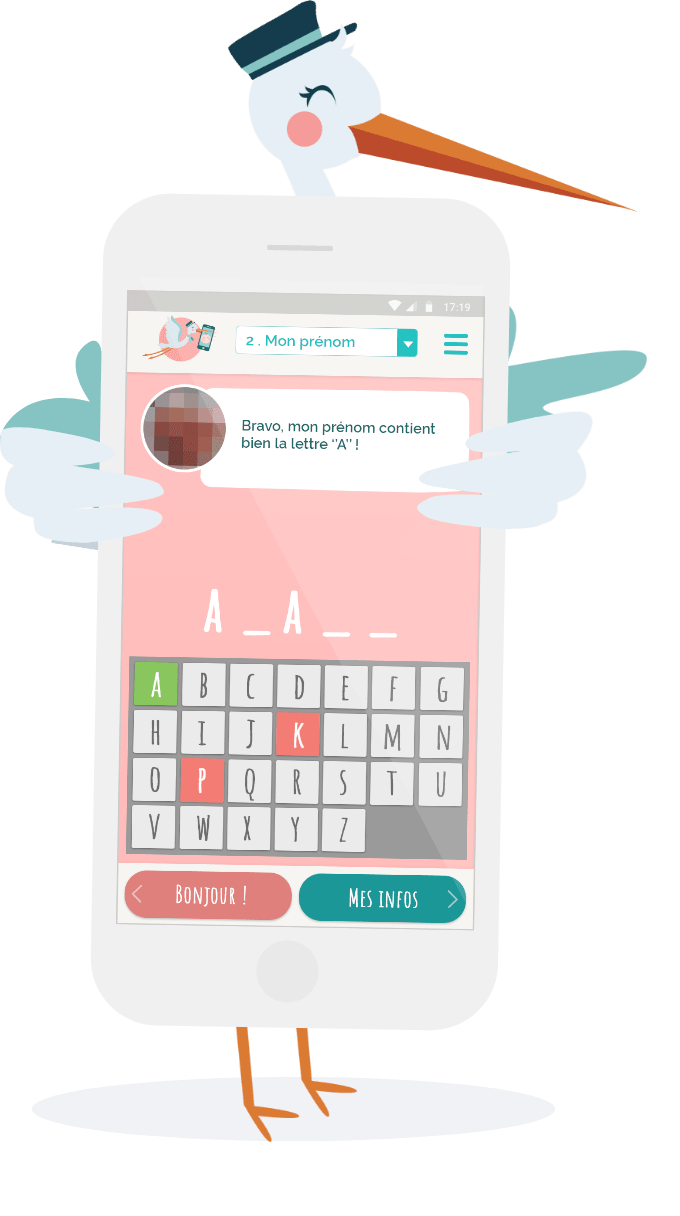 17:19
2 . Mon prénom
Bravo, mon prénom contient
bien la lettre ‘’A’’ !
A _ A _ _
A B C D E F G
H I J K L M N
O P Q R S T U
V W X Y Z
Bonjour ! Mes infos